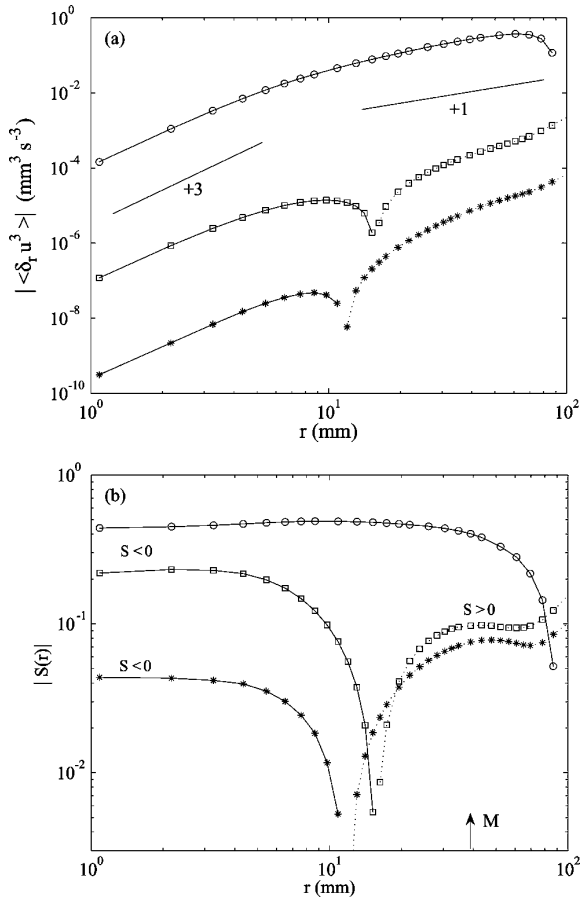 (a)
10^0
10^-2
10^-4
10^-6
10^-8
10^-10
| <δ_r u^3 > | (mm^3 s^-3)
+1
+3
10^0
10^1
10^2
r (mm)
(b)
10^0
10^-1
10^-2
| S(r)|
S < 0
S > 0
S < 0
M
10^0
10^1
10^2
r (mm)